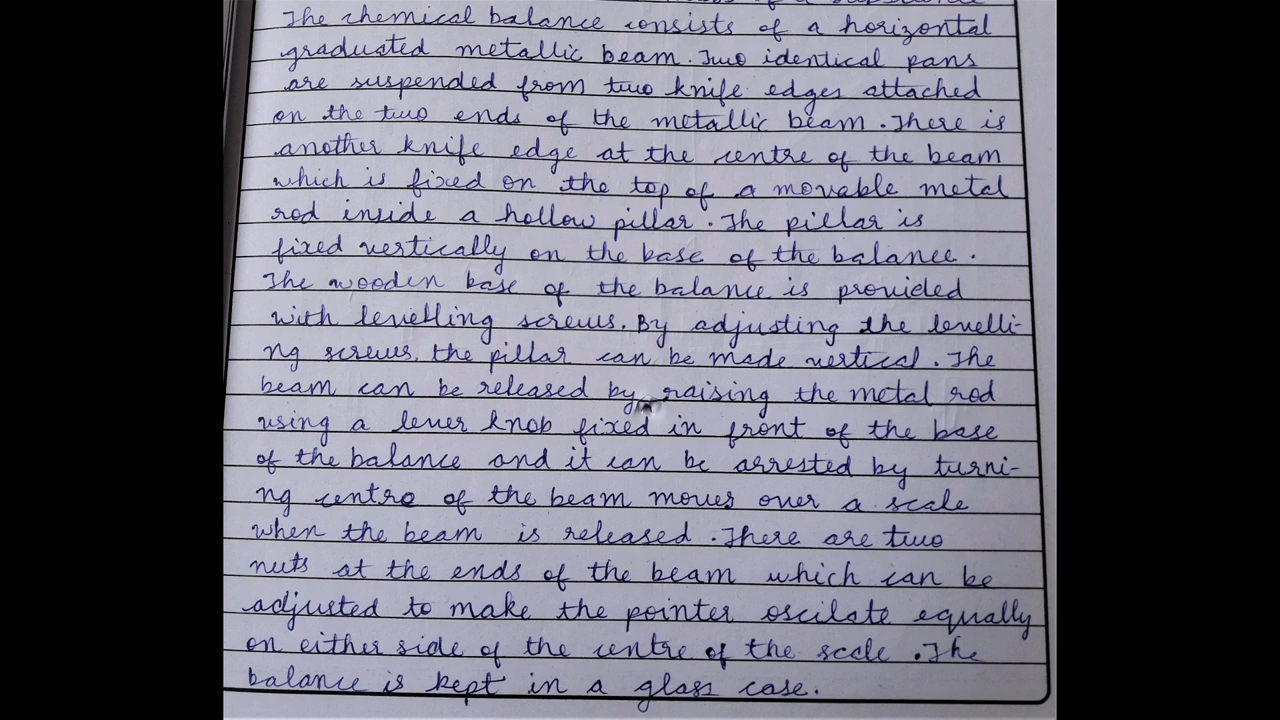 of a substance
The chemical balance consists of a horizontal
graduated metallic beam. Two identical pans
are suspended from two knife edges attached
on the two ends of the metallic beam. There is
another knife edge at the centre of the beam
which is fixed on the top of a movable metal
rod inside a hollow pillar. The pillar is
fixed vertically on the base of the balance.
The wooden base of the balance is provided
with levelling screws. By adjusting the levelli-
ng screws, the pillar can be made vertical. The
beam can be released by raising the metal rod
using a lever knob fixed in front of the base
of the balance and it can be arrested by turni-
ng centre of the beam moves over a scale
when the beam is released. There are two
nuts at the ends of the beam which can be
adjusted to make the pointer oscilate equally
on either side of the centre of the scale. The
balance is kept in a glass case.